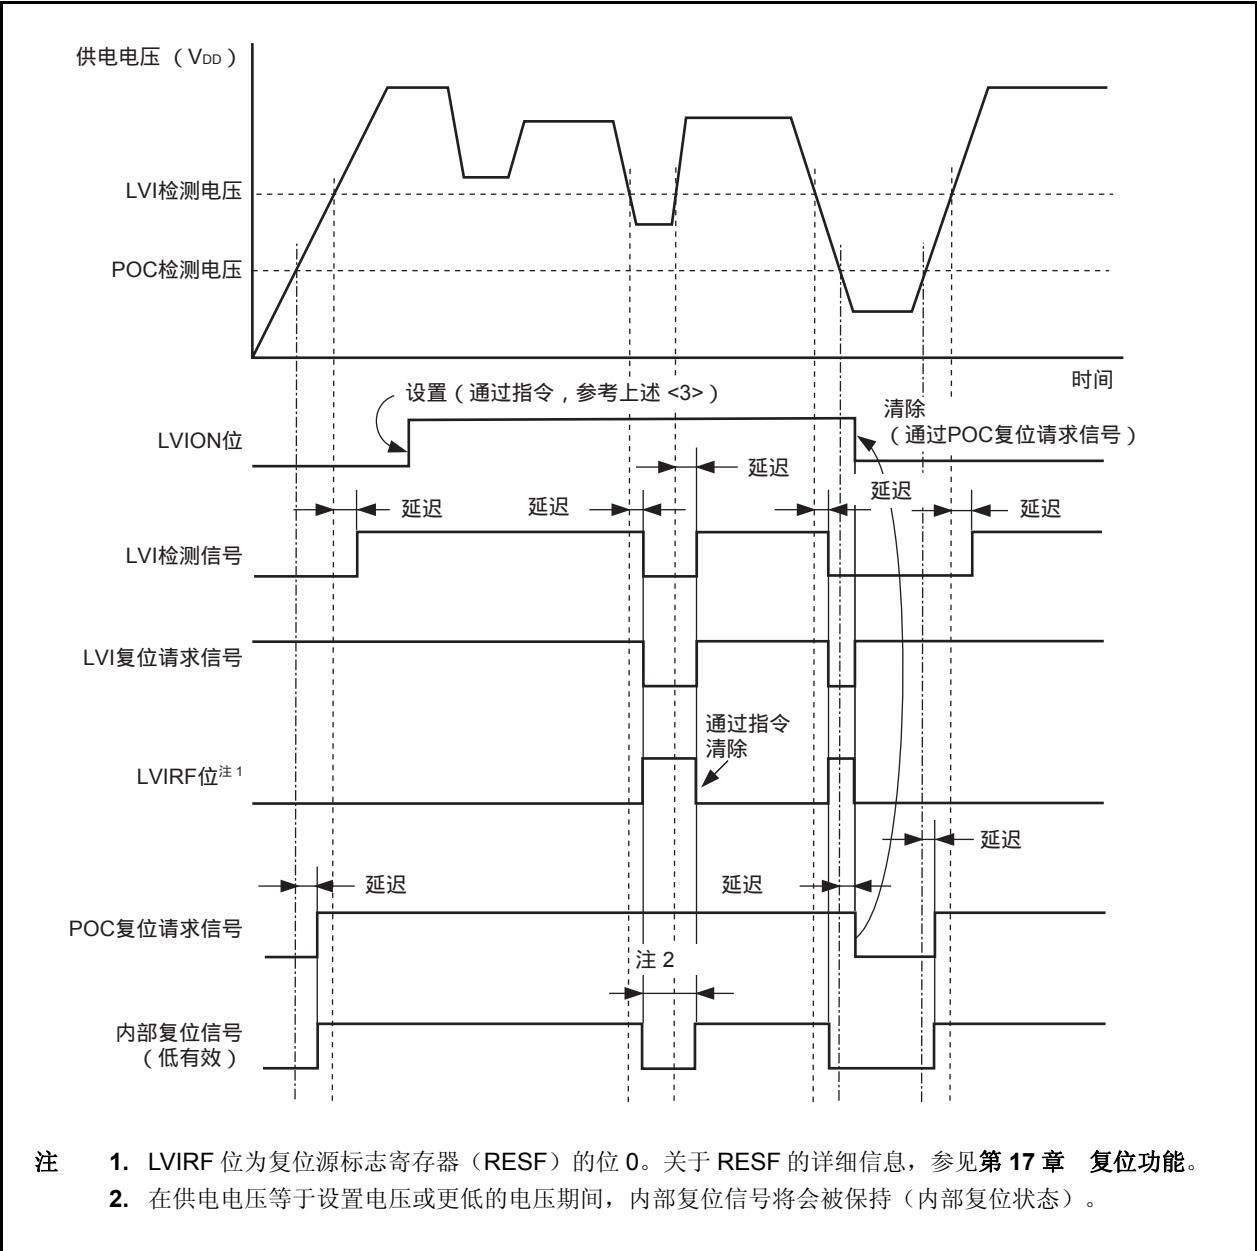 供电电压（VDD）
LVI检测电压
POC检测电压
时间
设置（通过指令，参考上述 <3>）
清除
（通过POC复位请求信号）
LVION位
延迟
延迟
延迟
延迟
延迟
LVI检测信号
LVI复位请求信号
通过指令
清除
LVIRF位注 1
延迟
延迟
延迟
POC复位请求信号
注 2
内部复位信号
（低有效）
注 1. LVIRF 位为复位源标志寄存器（RESF）的位 0。关于 RESF 的详细信息，参见第 17 章 复位功能。
2. 在供电电压等于设置电压或更低的电压期间，内部复位信号将会被保持（内部复位状态）。